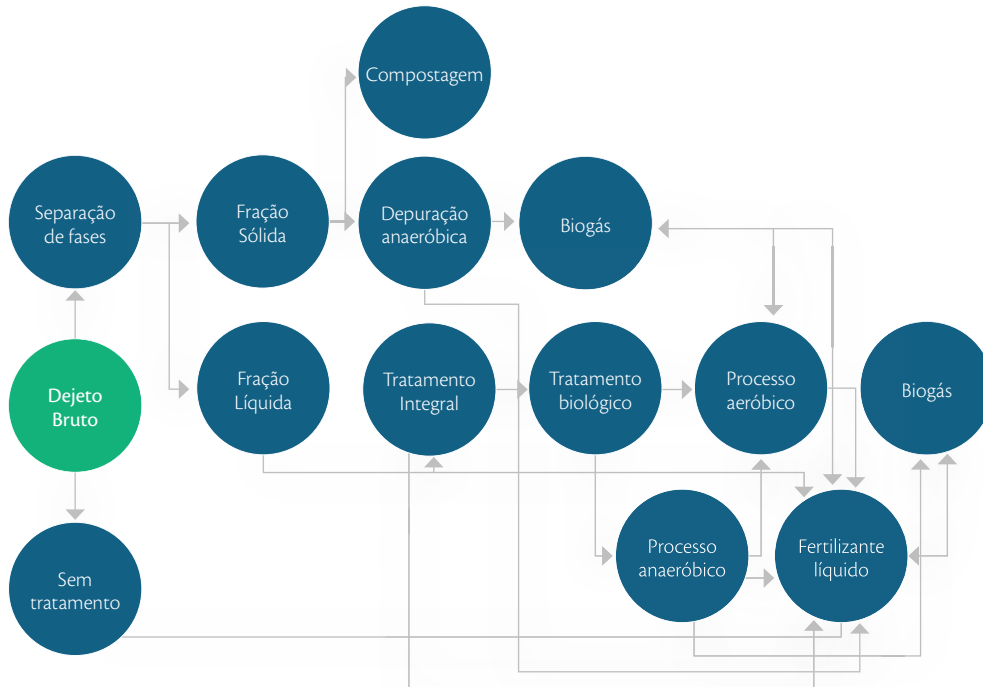 Compostagem
Separação
de fases
Fração
Sólida
Depuração
anaeróbica
Biogás
Dejeto
Bruto
Fração
Líquida
Tratamento
Integral
Tratamento
biológico
Processo
aeróbico
Biogás
Sem
tratamento
Processo
anaeróbico
Fertilizante
líquido